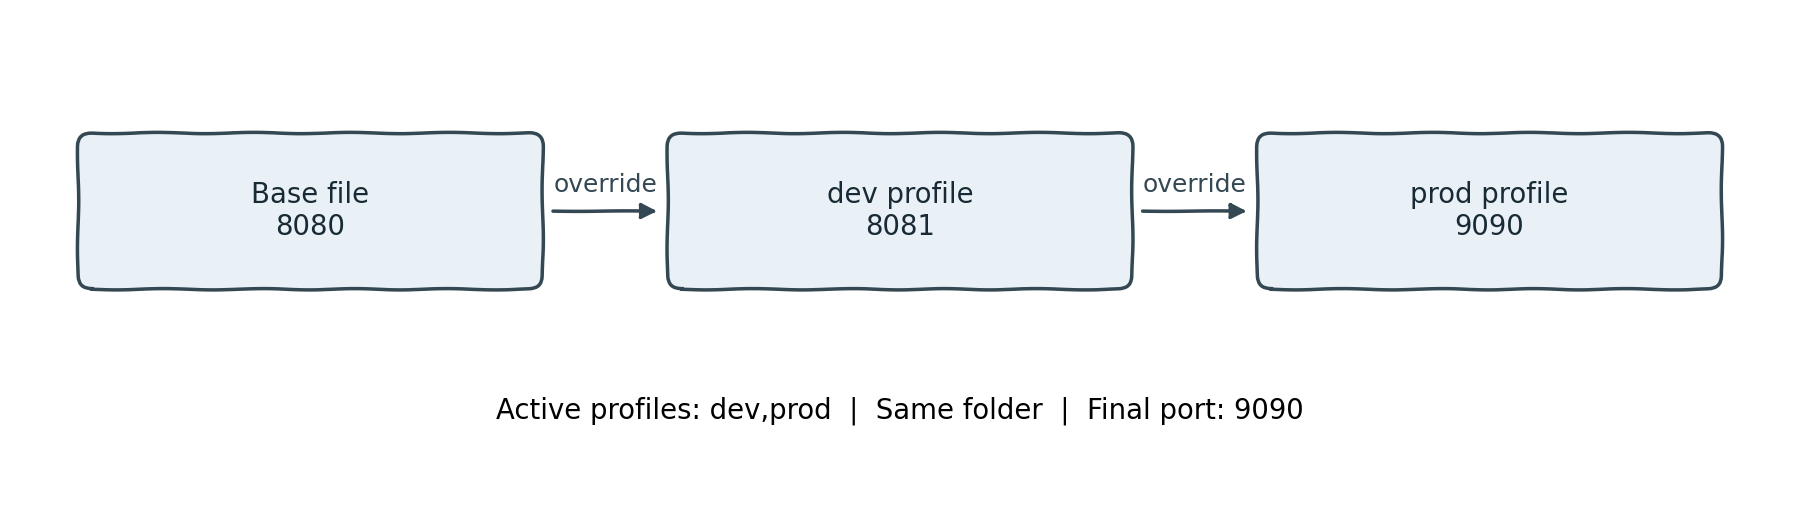 Base file
8080
override
dev profile
8081
override
prod profile
9090
Active profiles: dev,prod | Same folder | Final port: 9090